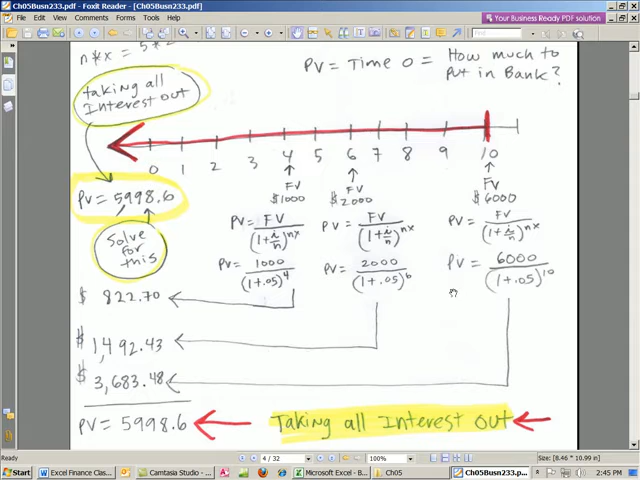 Ch05Busn233.pdf - Foxit Reader
File Edit View Bookmarks Comments Forms Tools Window Help
Your Business Ready PDF!
Find:
n*x = 5*2
PV = Time 0 = How much to
Put in Bank?
taking all
Interest out
0 1 2 3 4 5 6 7 8 9 10
FV FV FV
$1000 $2000 $6000
PV = 5998.6
Solve
for
this
PV = FV/(1+i/n)^nx PV = FV/(1+i/n)^nx PV = FV/(1+i/n)^nx
PV = 1000/(1+.05)^4 PV = 2000/(1+.05)^6 PV = 6000/(1+.05)^10
$ 822.70
$ 1,492.43
$ 3,683.48
PV = 5998.6 Taking all Interest out
4 / 32 100% Size: [8.46 * 10.99 in]
Start Excel Finance Class... Camtasia Studio - ... Microsoft Excel - ... Ch05 Ch05Busn233.pdf - ... 2:45 PM